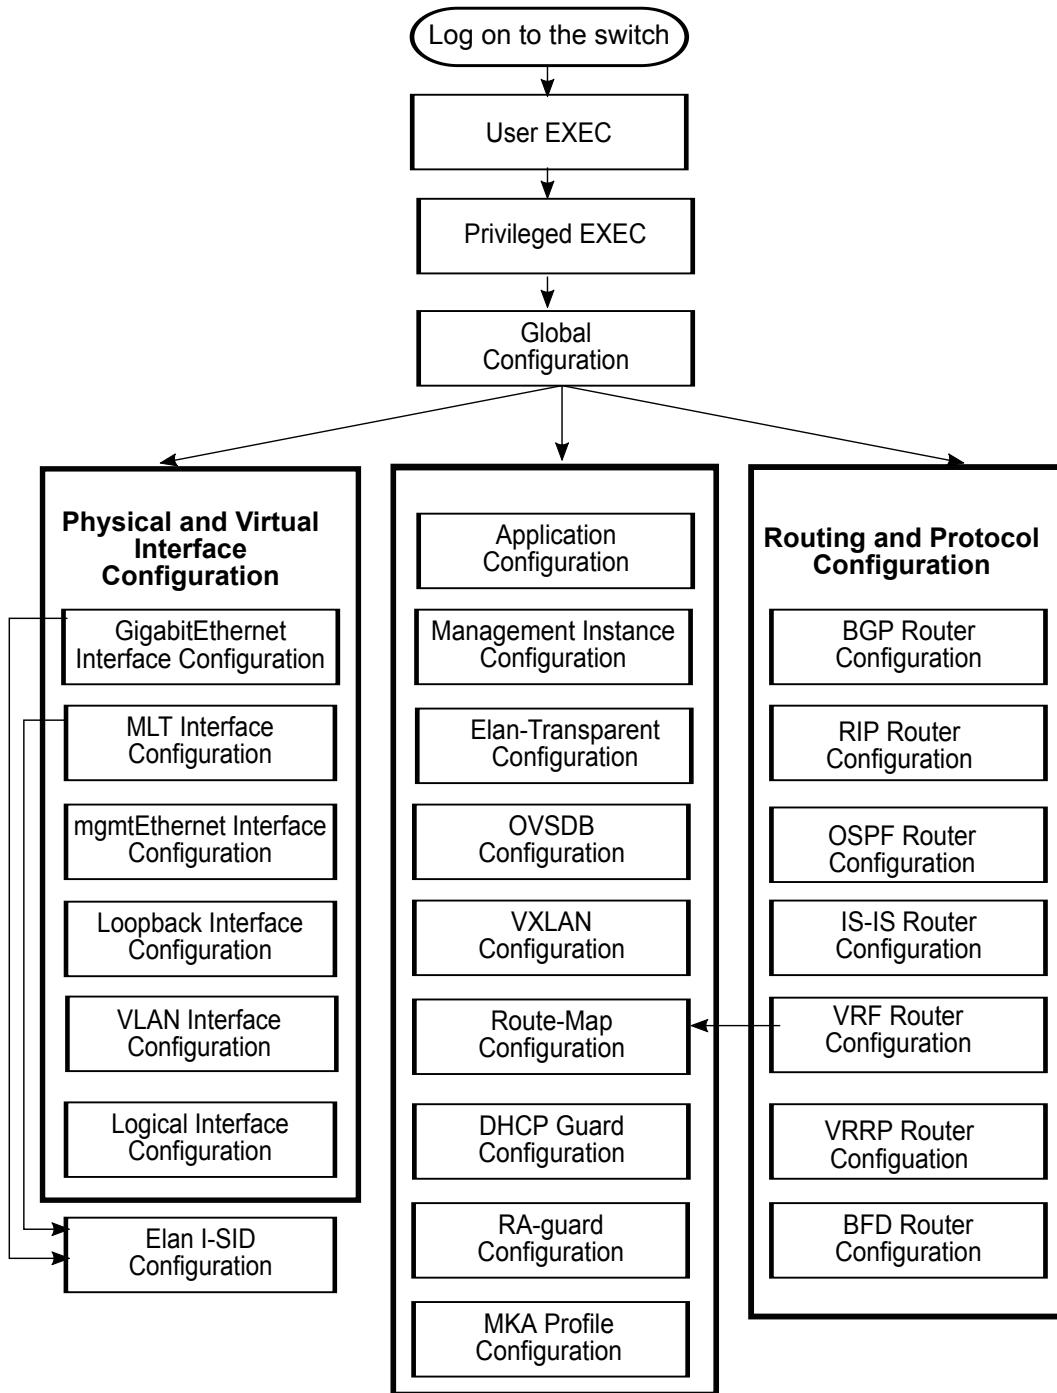 Log on to the switch
User EXEC
Privileged EXEC
Global
Configuration
Physical and Virtual
Interface
Configuration
GigabitEthernet
Interface Configuration
MLT Interface
Configuration
mgmtEthernet Interface
Configuration
Loopback Interface
Configuration
VLAN Interface
Configuration
Logical Interface
Configuration
Elan I-SID
Configuration
Application
Configuration
Management Instance
Configuration
Elan-Transparent
Configuration
OVSDB
Configuration
VXLAN
Configuration
Route-Map
Configuration
DHCP Guard
Configuration
RA-guard
Configuration
MKA Profile
Configuration
Routing and Protocol
Configuration
BGP Router
Configuration
RIP Router
Configuration
OSPF Router
Configuration
IS-IS Router
Configuration
VRF Router
Configuration
VRRP Router
Configuation
BFD Router
Configuration